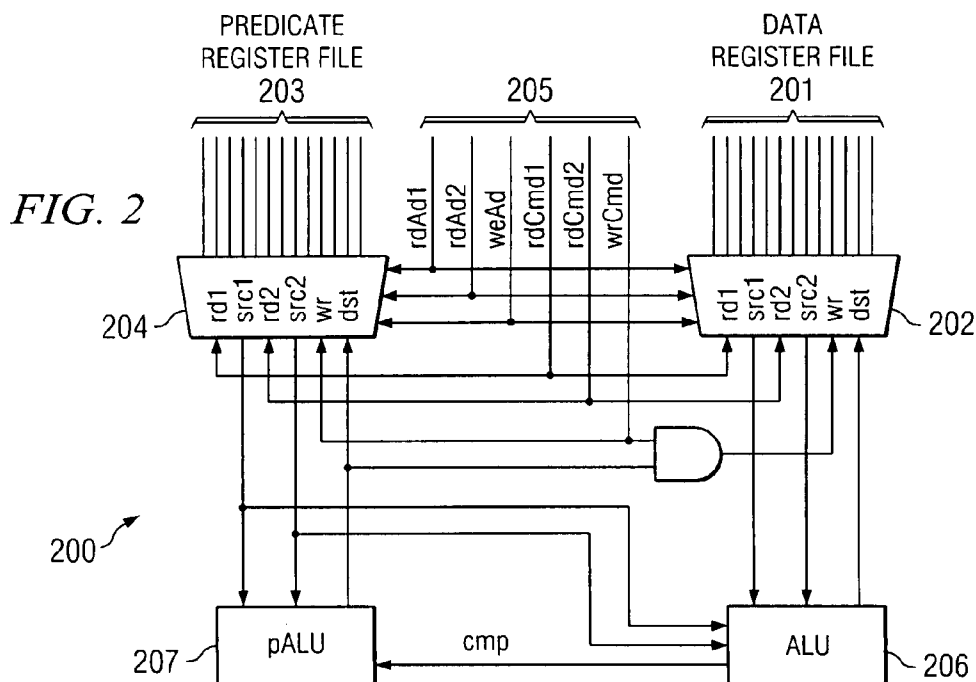 PREDICATE
REGISTER FILE
203
205
DATA
REGISTER FILE
201
FIG. 2
rdAd1
rdAd2
weAd
rdCmd1
rdCmd2
wrCmd
204
rd1
src1
rd2
src2
wr
dst
rd1
src1
rd2
src2
wr
dst
202
200
207
pALU
cmp
ALU
206